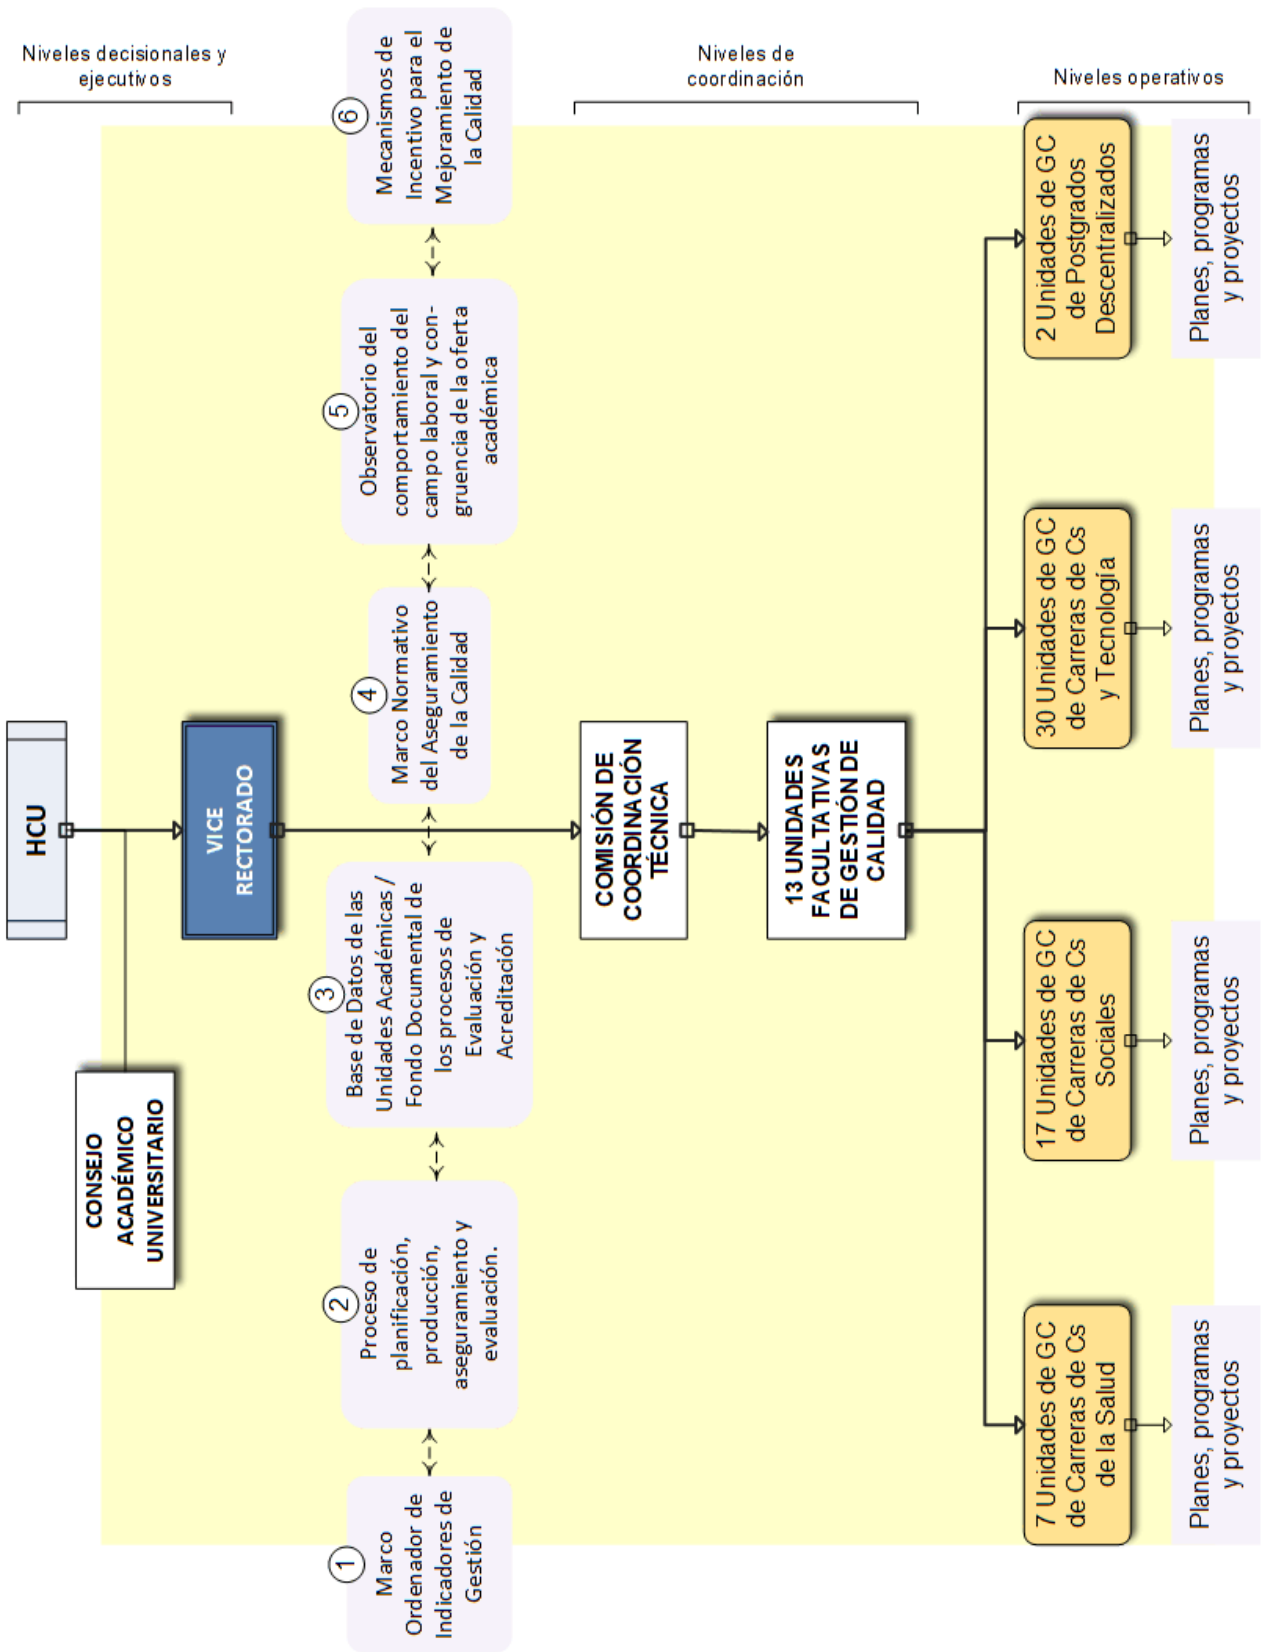 HCU
CONSEJO
ACADÉMICO
UNIVERSITARIO
VICE
RECTORADO
Niveles decisionales y
ejecutivos
1
Marco
Ordenador de
Indicadores de
Gestión
2
Proceso de
planificación,
producción,
aseguramiento y
evaluación.
3
Base de Datos de las
Unidades Académicas /
Fondo Documental de
los procesos de
Evaluación y
Acreditación
4
Marco Normativo
del Aseguramiento
de la Calidad
5
Observatorio del
comportamiento del
campo laboral y con-
gruencia de la oferta
académica
6
Mecanismos de
Incentivo para el
Mejoramiento de
la Calidad
COMISIÓN DE
COORDINACIÓN
TÉCNICA
13 UNIDADES
FACULTATIVAS
DE GESTIÓN DE
CALIDAD
Niveles de
coordinación
7 Unidades de GC
de Carreras de Cs
de la Salud
17 Unidades de GC
de Carreras de Cs
Sociales
30 Unidades de GC
de Carreras de Cs
y Tecnología
2 Unidades de GC
de Postgrados
Descentralizados
Niveles operativos
Planes, programas
y proyectos
Planes, programas
y proyectos
Planes, programas
y proyectos
Planes, programas
y proyectos